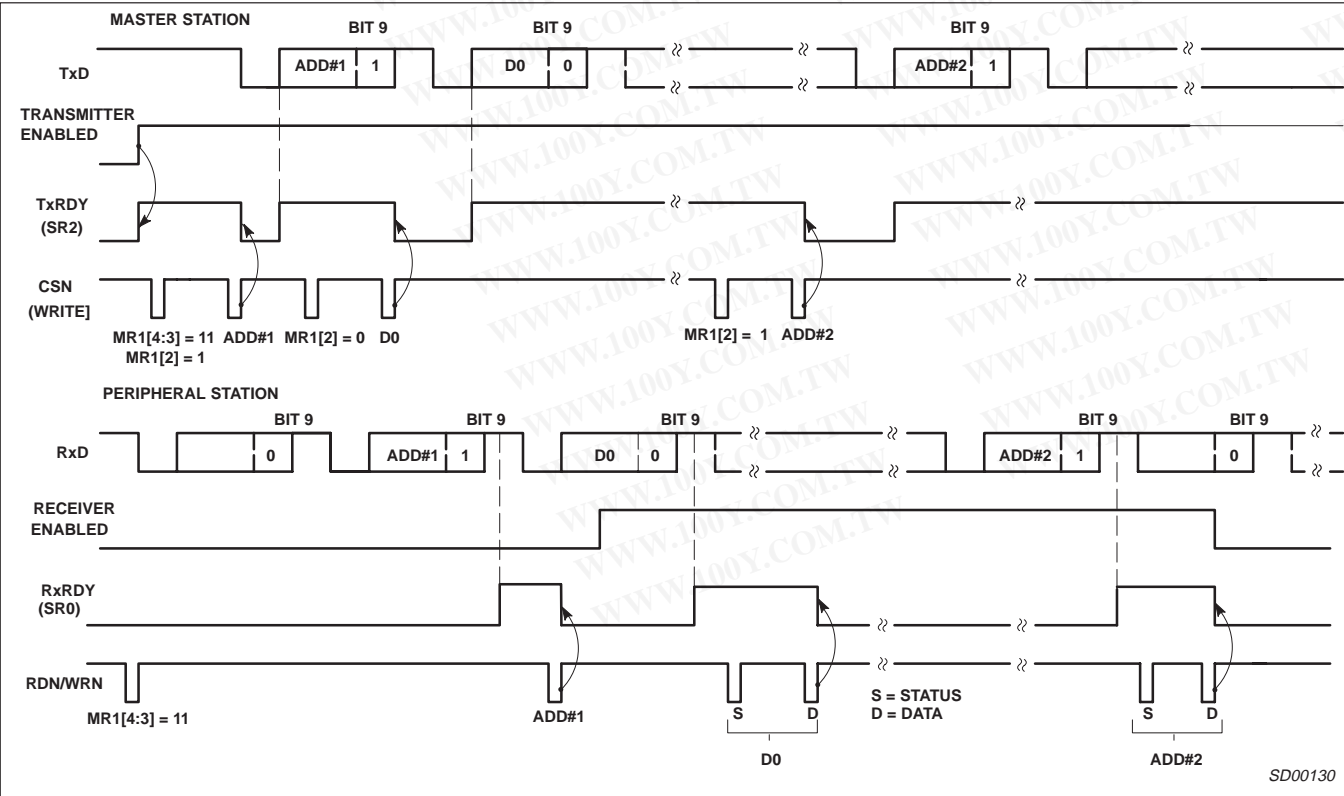 MASTER STATION
BIT 9 BIT 9 BIT 9
TxD ADD#1 1 D0 0 ADD#2 1
TRANSMITTER
ENABLED
TxRDY
(SR2)
CSN
(WRITE]
MR1[4:3] = 11 ADD#1 MR1[2] = 0 D0 MR1[2] = 1 ADD#2
MR1[2] = 1
PERIPHERAL STATION
BIT 9 BIT 9 BIT 9 BIT 9 BIT 9
RxD 0 ADD#1 1 D0 0 ADD#2 1 0
RECEIVER
ENABLED
RxRDY
(SR0)
RDN/WRN
MR1[4:3] = 11 ADD#1 S D S = STATUS S D
D = DATA
D0 ADD#2
SD00130
WWW.100Y.COM.TW